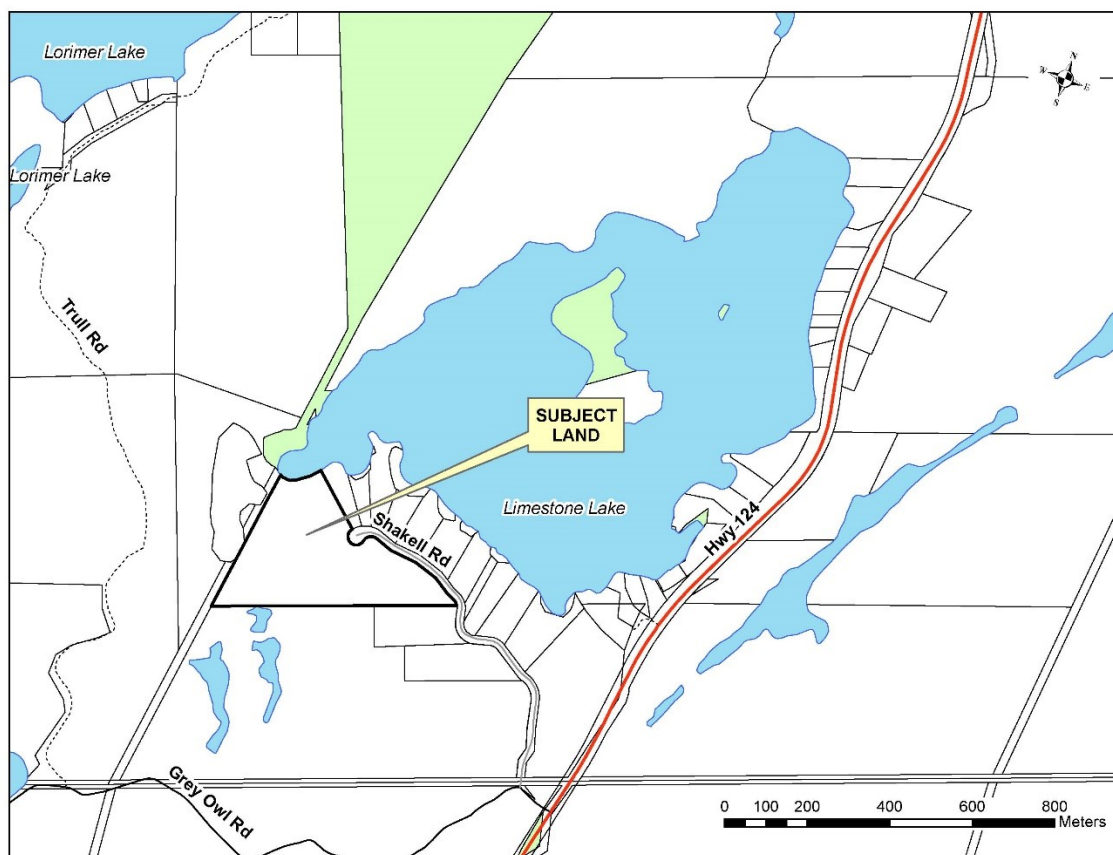 Lorimer Lake
N
W
E
S
Lorimer Lake
Trull Rd
SUBJECT
LAND
Shakell Rd
Limestone Lake
Hwy-124
Grey Owl Rd
0 100 200 400 600 800
Meters